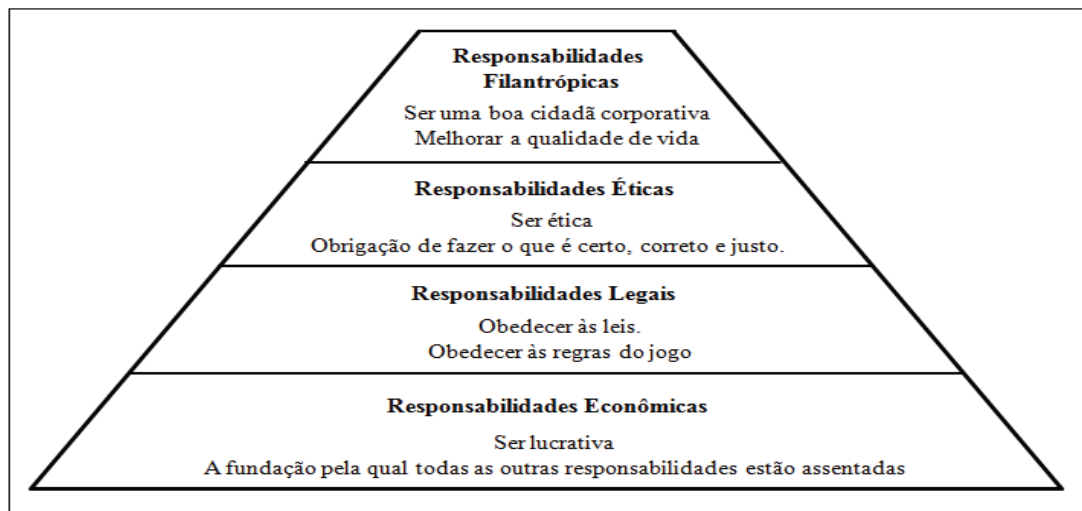 Responsabilidades
Filantrópicas
Ser uma boa cidadã corporativa
Melhorar a qualidade de vida
Responsabilidades Éticas
Ser ética
Obrigação de fazer o que é certo, correto e justo.
Responsabilidades Legais
Obedecer às leis.
Obedecer às regras do jogo
Responsabilidades Econômicas
Ser lucrativa
A fundação pela qual todas as outras responsabilidades estão assentadas